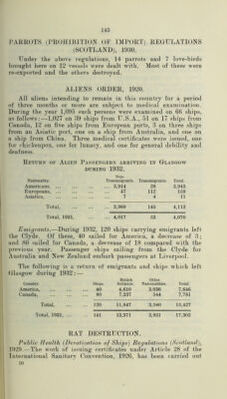 143
PARROTS (PROHIBITION OF IMPORT) REGULATIONS
(SCOTLAND), 1930.
Under the above regulations, 14 parrots and 7 love-birds
brought here on 12 vessels were dealt with. Most of these were
re-exported and the others destroyed.
ALIENS ORDER, 1920.
All aliens intending to remain in this country for a period
of three months or more are subject to medical examination.
During the year 1,095 such persons were examined on 66 ships,
as follows:—1,027 on 39 ships from U.S.A., 51 on 17 ships from
Canada, 12 on five ships from European ports, 3 on three ships
from an Asiatic port, one on a ship from Australia, and one on
a ship from China. Three medical certificates were issued, one
for chickenpox, one for lunacy, and one for general debility and
deafness.
RETURN OF ALIEN PASSENGERS ARRIVING IN GLASGOW
DURING 1932.
Nationality. Non-Transmigrants. Transmigrants. Total.
Americans, ... 3,914 28 3,942
Europeans, ... 47 112 159
Asiatics, ... 7 4 11
Total, ... 3,968 144 4,112
Total, 1931, ... 4,017 53 4,070
Emigrants.—During 1932, 120 ships carrying emigrants left
the Clyde. Of these, 40 sailed for America, a decrease of 3;
and 80 sailed for Canada, a decrease of 18 compared with the
previous year. Passenger ships sailing from the Clyde for
Australia and New Zealand embark passengers at Liverpool.
The following is a return of emigrants and ships which left
Glasgow during 1932:—
Country. Ships. British Nation. Other Nationalities. Total.
America, ... 40 4,610 3,036 7,646
Canada, ... 80 7,237 544 7,781
Total, ... 120 11,847 3,580 15,427
Total, 1931, ... 141 13,371 3,931 17,302
RAT DESTRUCTION.
Public Health (Deratisation of Ships) Regulations (Scotland),
1929.—The work of issuing certificates under Article 28 of the
International Sanitary Convention, 1926, has been carried out